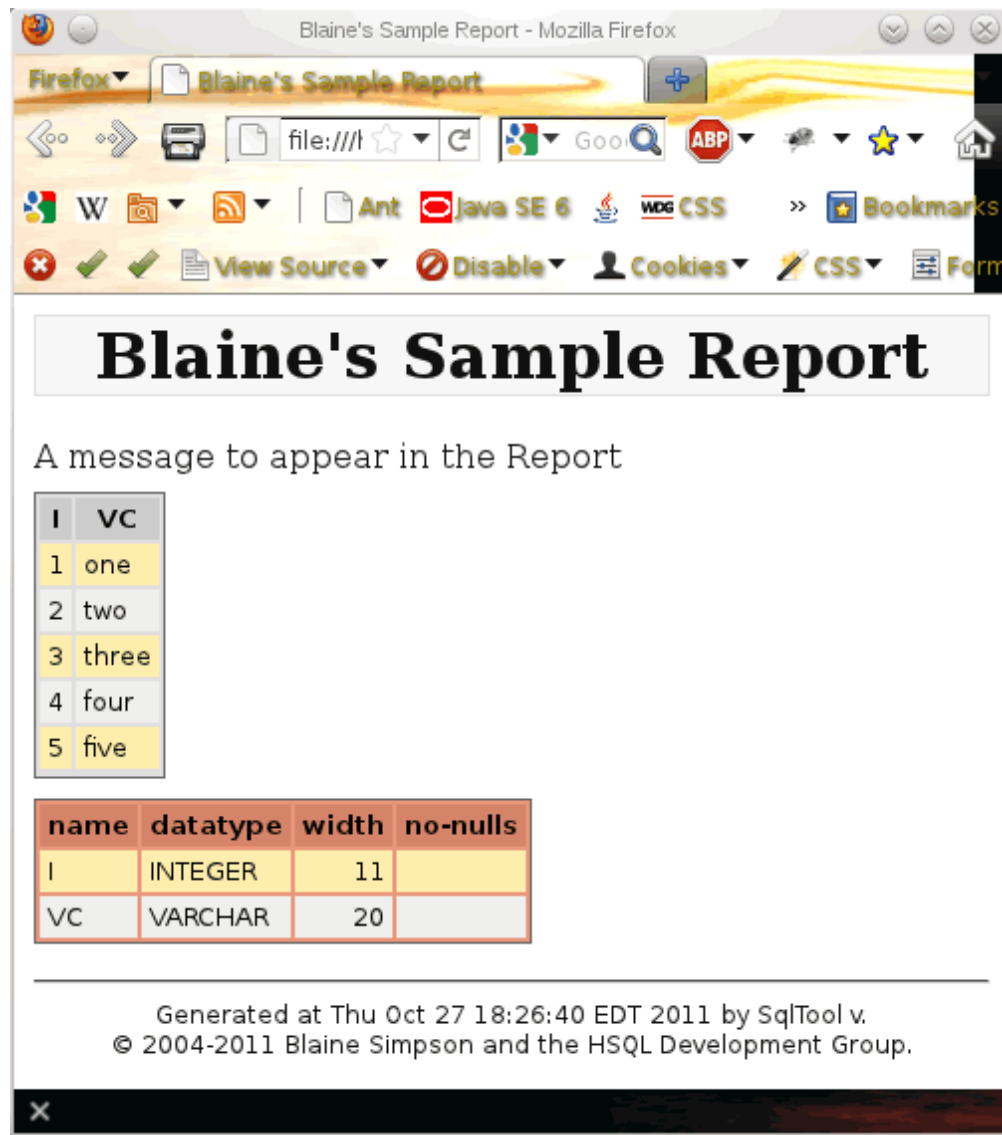 Blaine's Sample Report - Mozilla Firefox
Firefox Blaine's Sample Report
file:/// Goo ABP
W Ant Java SE 6 WDG CSS » Bookmarks
View Source Disable Cookies CSS Form
Blaine's Sample Report
A message to appear in the Report
I VC
1 one
2 two
3 three
4 four
5 five
name datatype width no-nulls
I INTEGER 11
VC VARCHAR 20
Generated at Thu Oct 27 18:26:40 EDT 2011 by SqlTool v.
© 2004-2011 Blaine Simpson and the HSQL Development Group.